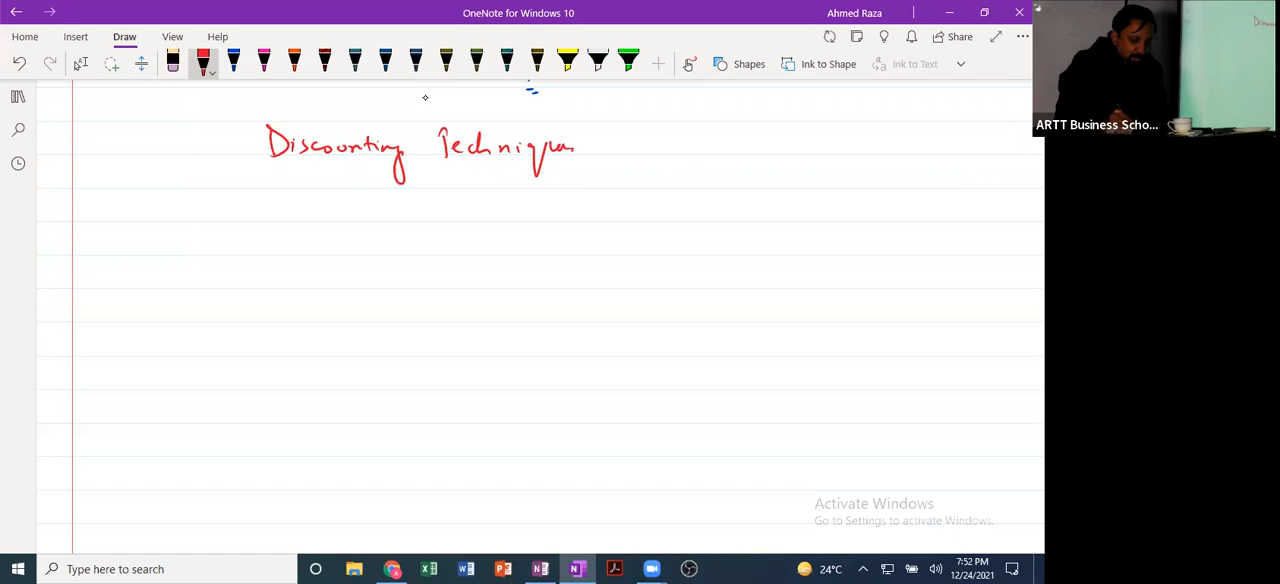 OneNote for Windows 10
Ahmed Raza
Home Insert Draw View Help
Share
Shapes Ink to Shape Ink to Text
Discounting Techniques
ARTT Business Scho...
Activate Windows
Go to Settings to activate Windows.
Type here to search
24°C
7:52 PM
12/24/2021